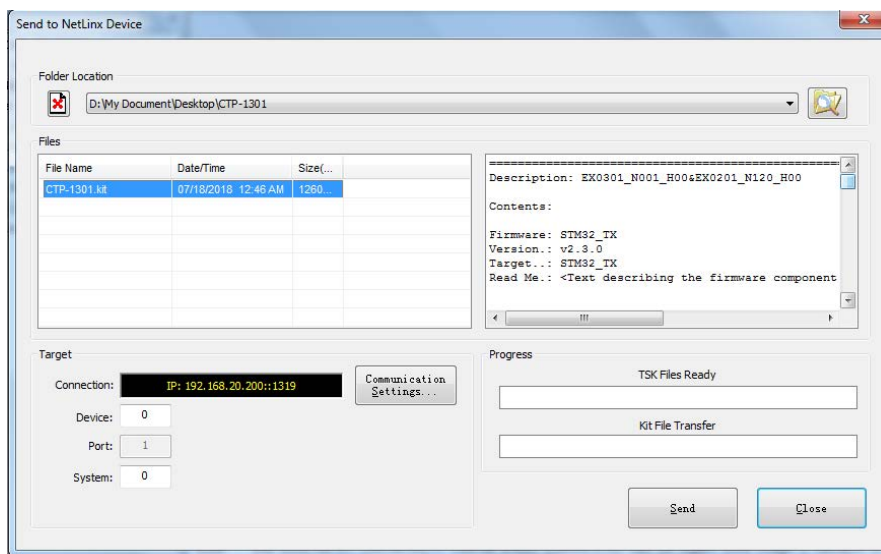 Send to NetLinx Device
Folder Location
D:\My Document\Desktop\CTP-1301
Files
File Name Date/Time Size(...
CTP-1301.kit 07/18/2018 12:46 AM 1260...
Description: EX0301_N001_H00&EX0201_N120_H00
Contents:
Firmware: STM32_TX
Version.: v2.3.0
Target..: STM32_TX
Read Me.: <Text describing the firmware component
Target
Connection: IP: 192.168.20.200::1319
Communication
Settings...
Device: 0
Port: 1
System: 0
Progress
TSK Files Ready
Kit File Transfer
Send
Close